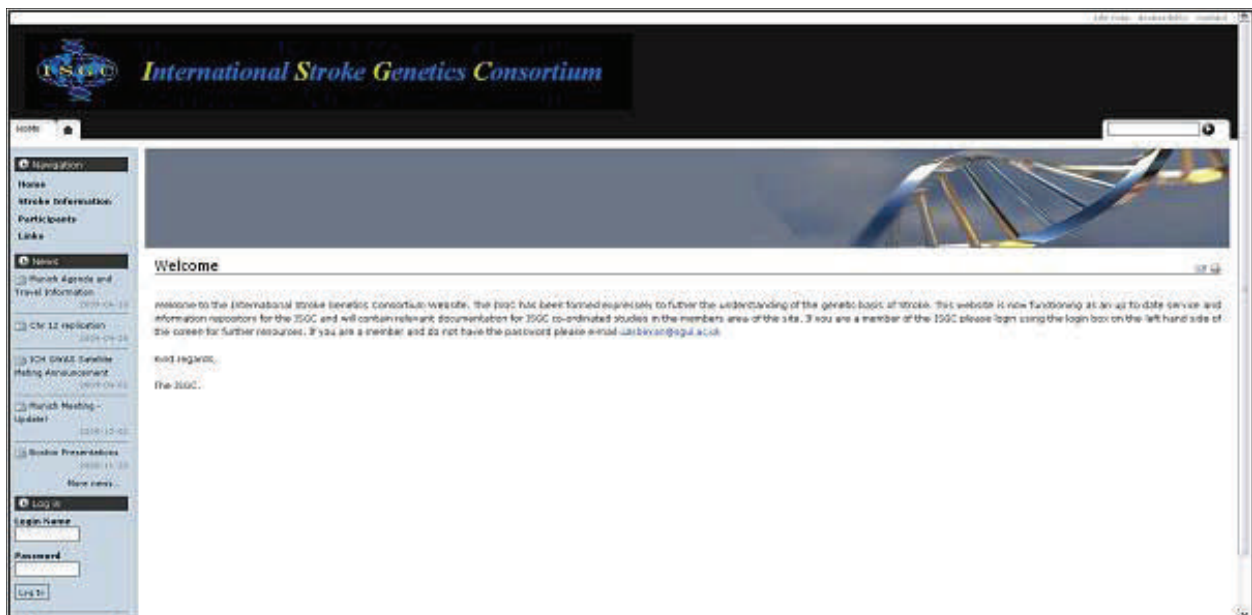 Site Map Accessibility Contact
ISGC
International Stroke Genetics Consortium
Home
Navigation
Home
Stroke Information
Participants
Links
News
Munich Agenda and
Travel Information
Chr 12 replication
ICH GWAS Satellite
Meting Announcement
Munich Meeting -
Update!
Boston Presentations
More news...
Log in
Login Name
Password
Log in
Welcome
Welcome to the International Stroke Genetics Consortium website. The ISGC has been formed expressely to futher the understanding of the genetic basis of stroke. This website is now functioning as an up to date service and
information repository for the ISGC and will contain relevant documentation for ISGC co-ordinated studies in the members area of the site. If you are a member of the ISGC please login using the login box on the left hand side of
the screen for further resources. If you are a member and do not have the password please e-mail
Kind regards,
The ISGC.